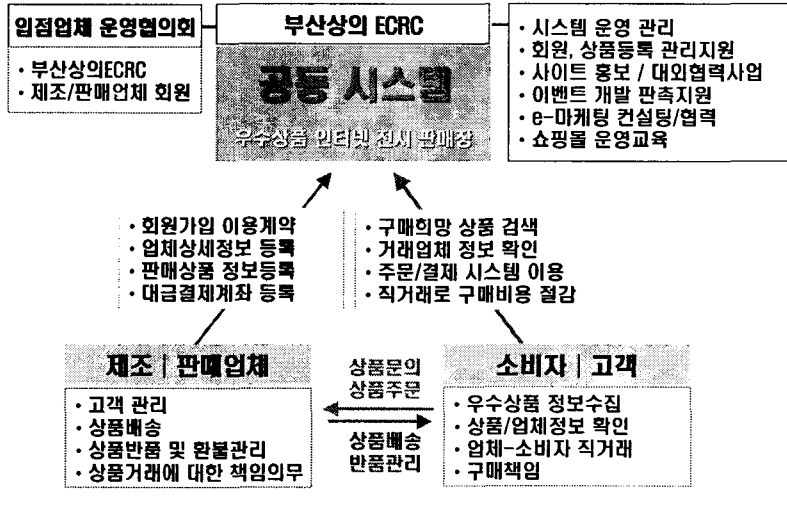 입점업체 운영협의회
· 부산상의ECRC
· 제조/판매업체 회원
부산상의 ECRC
공동 시스템
우수상품 인터넷 전시 판매장
· 시스템 운영 관리
· 회원, 상품등록 관리지원
· 사이트 홍보 / 대외협력사업
· 이벤트 개발 판촉지원
· e-마케팅 컨설팅/협력
· 쇼핑몰 운영교육
· 회원가입 이용계약
· 업체상세정보 등록
· 판매상품 정보등록
· 대금결제계좌 등록
· 구매희망 상품 검색
· 거래업체 정보 확인
· 주문/결제 시스템 이용
· 직거래로 구매비용 절감
제조 | 판매업체
· 고객 관리
· 상품배송
· 상품반품 및 환불관리
· 상품거래에 대한 책임의무
상품문의
상품주문
상품배송
반품관리
소비자 | 고객
· 우수상품 정보수집
· 상품/업체정보 확인
· 업체-소비자 직거래
· 구매책임